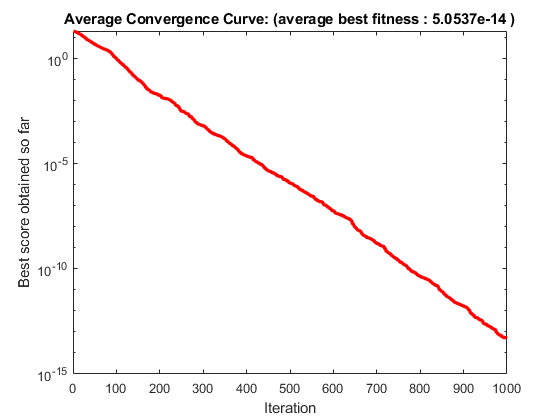 Average Convergence Curve: (average best fitness : 5.0537e-14 )
Best score obtained so far
10^0
10^-5
10^-10
10^-15
0 100 200 300 400 500 600 700 800 900 1000
Iteration